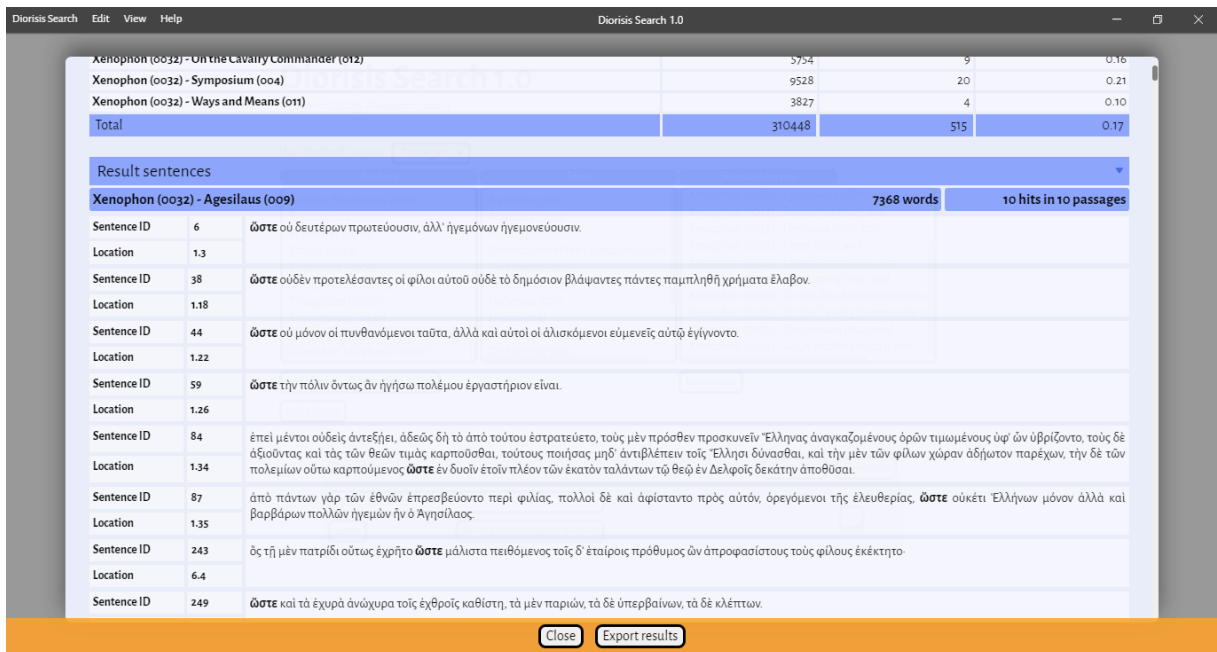 Diorisis Search Edit View Help Diorisis Search 1.0
Xenophon (0032) - On the Cavalry Commander (012) 5754 9 0.16
Xenophon (0032) - Symposium (004) 9528 20 0.21
Xenophon (0032) - Ways and Means (011) 3827 4 0.10
Total 310448 515 0.17
Result sentences
Xenophon (0032) - Agesilaus (009) 7368 words 10 hits in 10 passages
Sentence ID 6 ὥστε οὐ δευτέρων πρωτεύουσιν, ἀλλ' ἡγεμόνων ἡγεμονεύουσιν.
Location 1.3
Sentence ID 38 ὥστε οὐδὲν προτελέσαντες οἱ φίλοι αὐτοῦ οὐδὲ τὸ δημόσιον βλάψαντες πάντες παμπληθῆ χρήματα ἔλαβον.
Location 1.18
Sentence ID 44 ὥστε οὐ μόνον οἱ πυνθανόμενοι ταῦτα, ἀλλὰ καὶ αὐτοὶ οἱ ἁλισκόμενοι εὐμενεῖς αὐτῷ ἐγίγνοντο.
Location 1.22
Sentence ID 59 ὥστε τὴν πόλιν ὄντως ἂν ἡγήσω πολέμου ἐργαστήριον εἶναι.
Location 1.26
Sentence ID 84 ἐπεὶ μέντοι οὐδεὶς ἀντεξῄει, ἀδεῶς δὴ τὸ ἀπὸ τούτου ἐστρατεύετο, τοὺς μὲν πρόσθεν προσκυνεῖν Ἕλληνας ἀναγκαζομένους ὁρῶν τιμωμένους ὑφ' ὧν ὑβρίζοντο, τοὺς δὲ
ἀξιοῦντας καὶ τὰς τῶν θεῶν τιμὰς καρποῦσθαι, τούτους ποιήσας μηδ' ἀντιβλέπειν τοῖς Ἕλλησι δύνασθαι, καὶ τὴν μὲν τῶν φίλων χώραν ἀδῄωτον παρέχων, τὴν δὲ τῶν
Location 1.34 πολεμίων οὕτω καρπούμενος ὥστε ἐν δυοῖν ἐτοῖν πλέον τῶν ἑκατὸν ταλάντων τῷ θεῷ ἐν Δελφοῖς δεκάτην ἀποθῦσαι.
Sentence ID 87 ἀπὸ πάντων γὰρ τῶν ἐθνῶν ἐπρεσβεύοντο περὶ φιλίας, πολλοὶ δὲ καὶ ἀφίσταντο πρὸς αὐτόν, ὀρεγόμενοι τῆς ἐλευθερίας, ὥστε οὐκέτι Ἑλλήνων μόνον ἀλλὰ καὶ
βαρβάρων πολλῶν ἡγεμὼν ἦν ὁ Ἀγησίλαος.
Location 1.35
Sentence ID 243 ὃς τῇ μὲν πατρίδι οὕτως ἐχρῆτο ὥστε μάλιστα πειθόμενος τοῖς δ' ἑταίροις πρόθυμος ὢν ἀπροφασίστους τοὺς φίλους ἐκέκτητο·
Location 6.4
Sentence ID 249 ὥστε καὶ τὰ ἐχυρὰ ἀνώχυρα τοῖς ἐχθροῖς καθίστη, τὰ μὲν παριών, τὰ δὲ ὑπερβαίνων, τὰ δὲ κλέπτων.
Close Export results